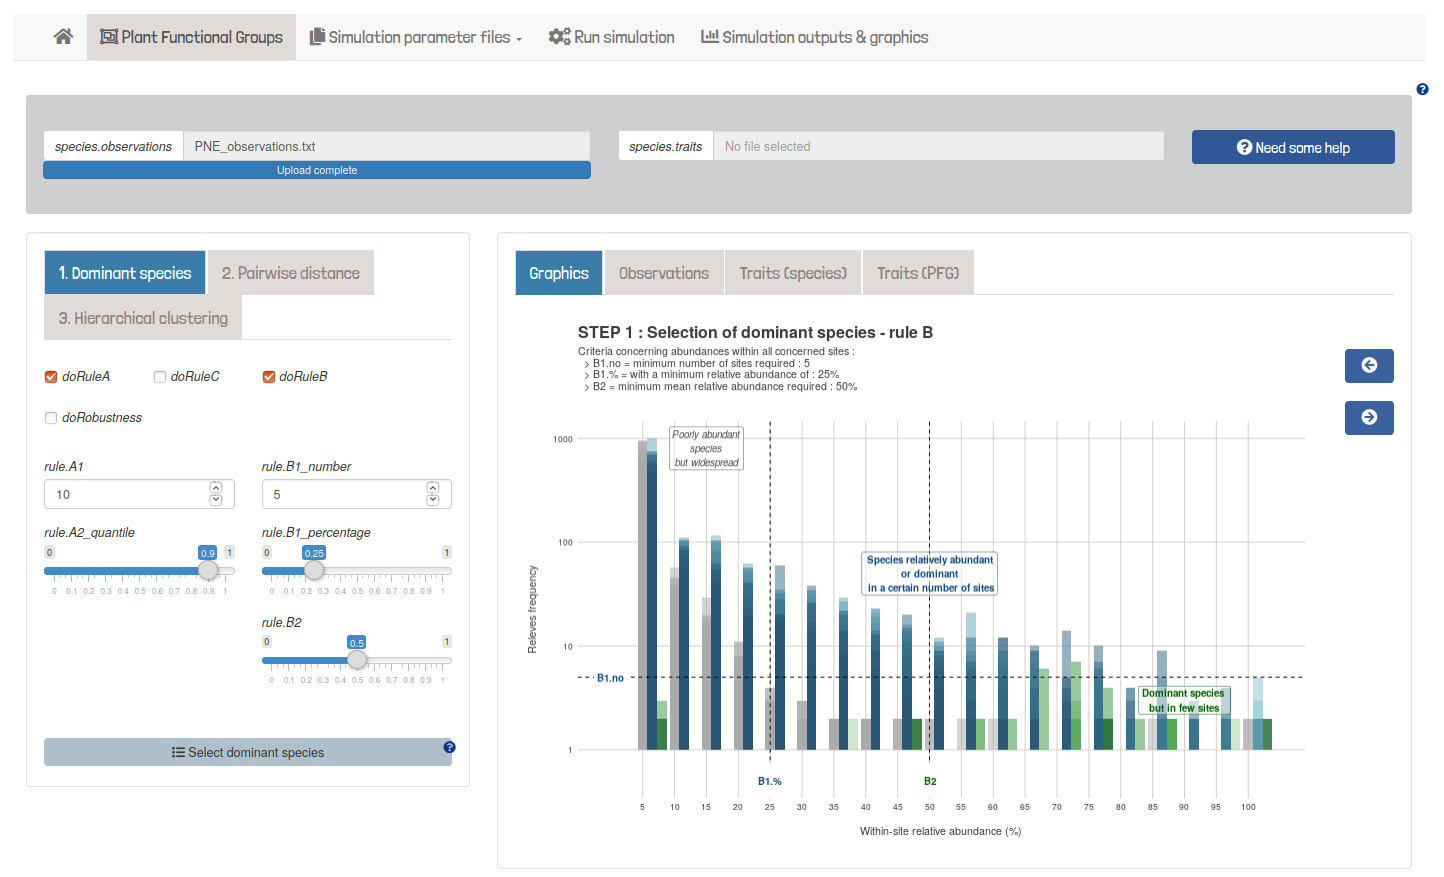 Plant Functional Groups
Simulation parameter files
Run simulation
Simulation outputs & graphics
species.observations
PNE_observations.txt
Upload complete
species.traits
No file selected
Need some help
1. Dominant species
2. Pairwise distance
3. Hierarchical clustering
doRuleA
doRuleC
doRuleB
doRobustness
rule.A1
rule.B1_number
10
5
rule.A2_quantile
rule.B1_percentage
0 0.9 1
0 0.25 1
0 0.1 0.2 0.3 0.4 0.5 0.6 0.7 0.8 0.9 1
0 0.1 0.2 0.3 0.4 0.5 0.6 0.7 0.8 0.9 1
rule.B2
0 0.5 1
0 0.1 0.2 0.3 0.4 0.5 0.6 0.7 0.8 0.9 1
Select dominant species
Graphics
Observations
Traits (species)
Traits (PFG)
STEP 1 : Selection of dominant species - rule B
Criteria concerning abundances within all concerned sites :
> B1.no = minimum number of sites required : 5
> B1.% = with a minimum relative abundance of : 25%
> B2 = minimum mean relative abundance required : 50%
Releves frequency
1000
100
10
1
Poorly abundant
species
but widespread
Species relatively abundant
or dominant
in a certain number of sites
B1.no
Dominant species
but in few sites
B1.%
B2
5 10 15 20 25 30 35 40 45 50 55 60 65 70 75 80 85 90 95 100
Within-site relative abundance (%)